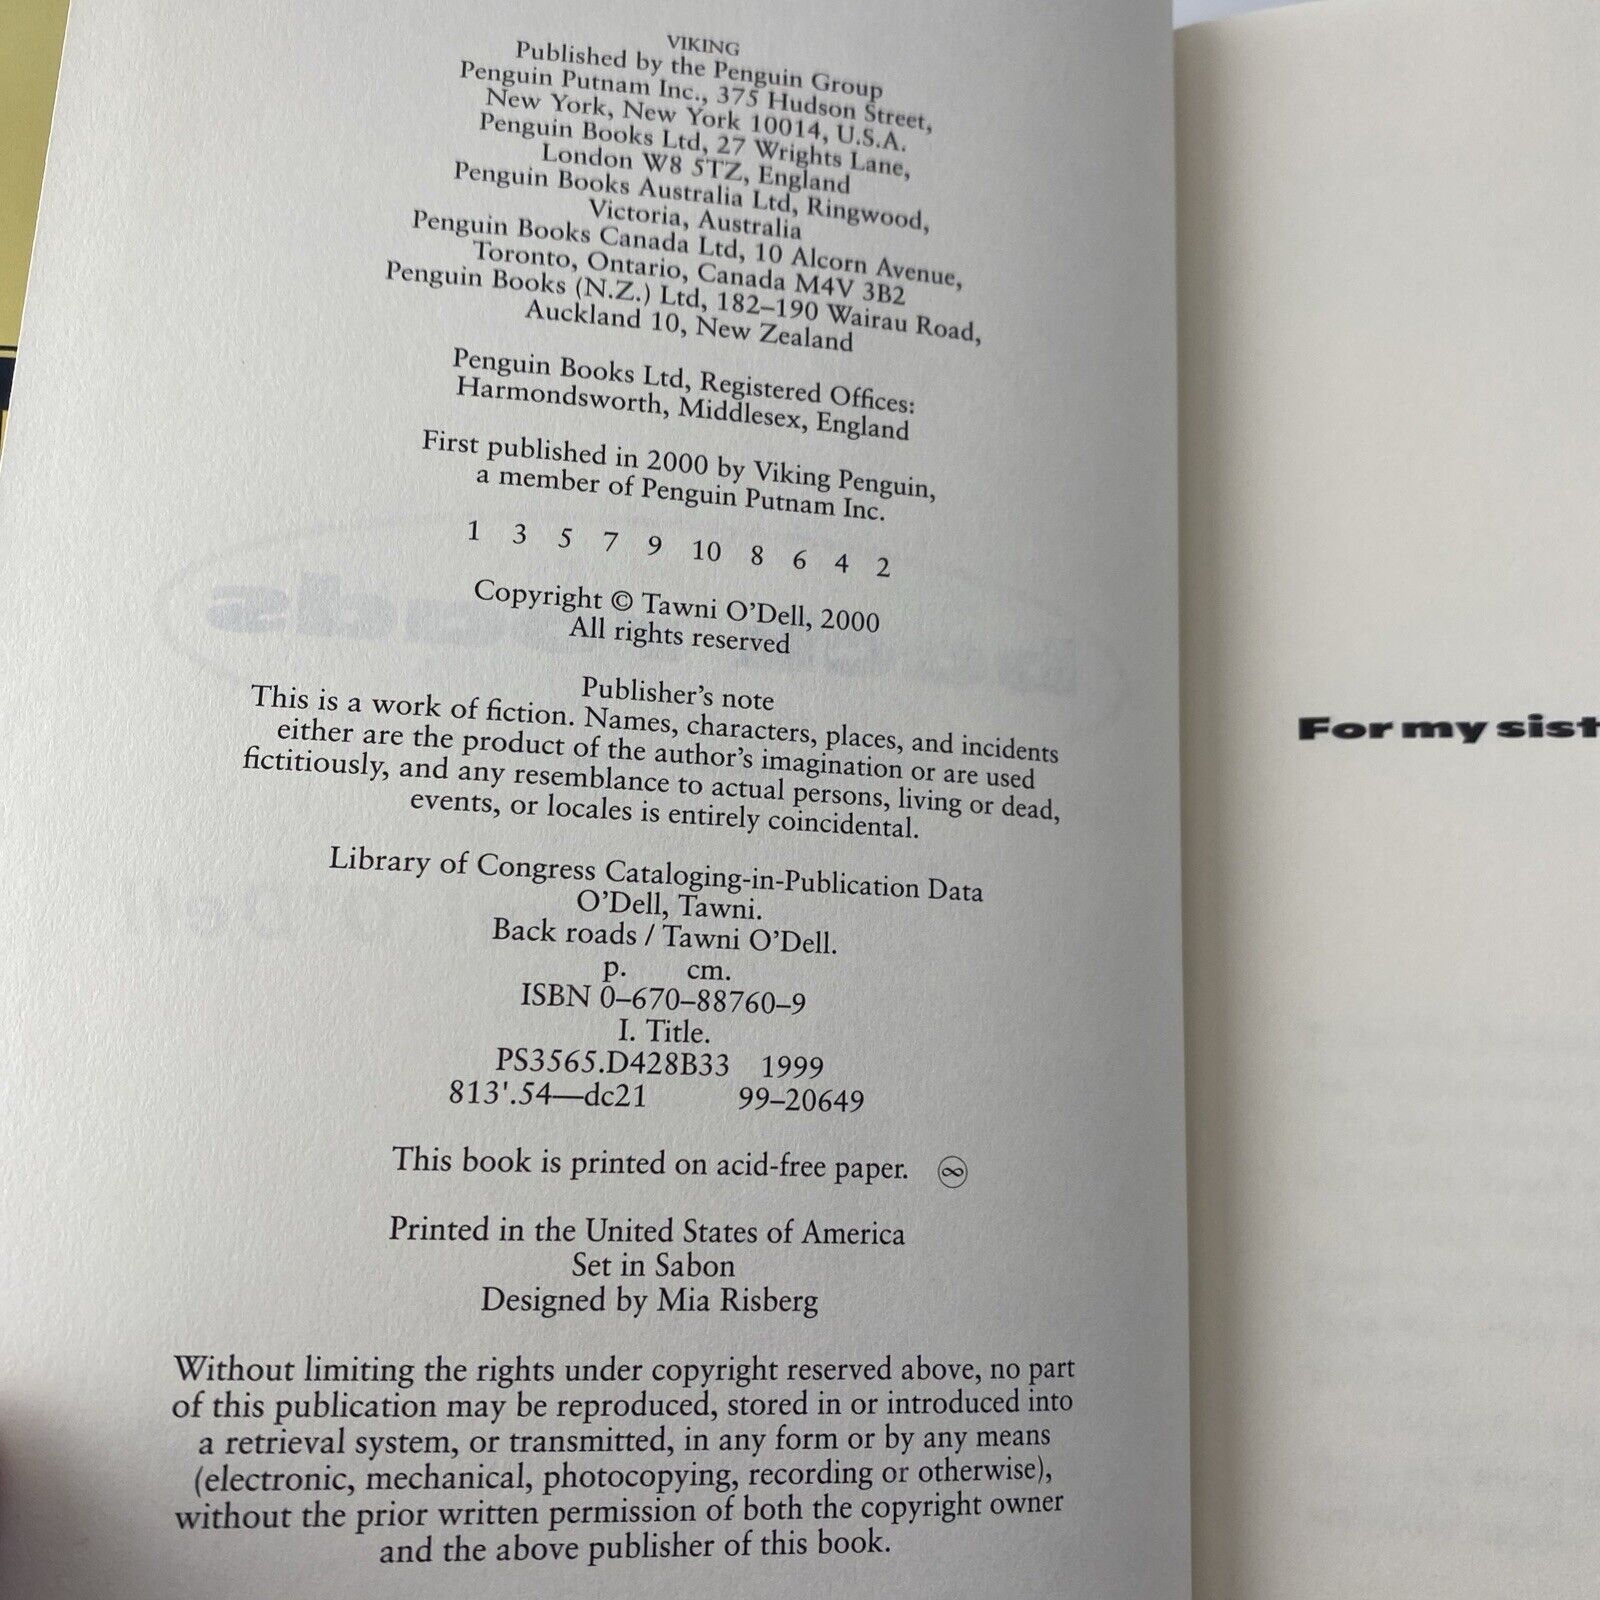 VIKING
Published by the Penguin Group
Penguin Putnam Inc., 375 Hudson Street,
New York, New York 10014, U.S.A.
Penguin Books Ltd, 27 Wrights Lane,
London W8 5TZ, England
Penguin Books Australia Ltd, Ringwood,
Victoria, Australia
Penguin Books Canada Ltd, 10 Alcorn Avenue,
Toronto, Ontario, Canada M4V 3B2
Penguin Books (N.Z.) Ltd, 182–190 Wairau Road,
Auckland 10, New Zealand
Penguin Books Ltd, Registered Offices:
Harmondsworth, Middlesex, England
First published in 2000 by Viking Penguin,
a member of Penguin Putnam Inc.
1 3 5 7 9 10 8 6 4 2
Copyright © Tawni O'Dell, 2000
All rights reserved
Publisher's note
This is a work of fiction. Names, characters, places, and incidents
either are the product of the author's imagination or are used
fictitiously, and any resemblance to actual persons, living or dead,
events, or locales is entirely coincidental.
Library of Congress Cataloging-in-Publication Data
O'Dell, Tawni.
Back roads / Tawni O'Dell.
p. cm.
ISBN 0–670–88760–9
I. Title.
PS3565.D428B33 1999
813'.54—dc21 99–20649
This book is printed on acid-free paper. ♾
Printed in the United States of America
Set in Sabon
Designed by Mia Risberg
Without limiting the rights under copyright reserved above, no part
of this publication may be reproduced, stored in or introduced into
a retrieval system, or transmitted, in any form or by any means
(electronic, mechanical, photocopying, recording or otherwise),
without the prior written permission of both the copyright owner
and the above publisher of this book.
For my sist